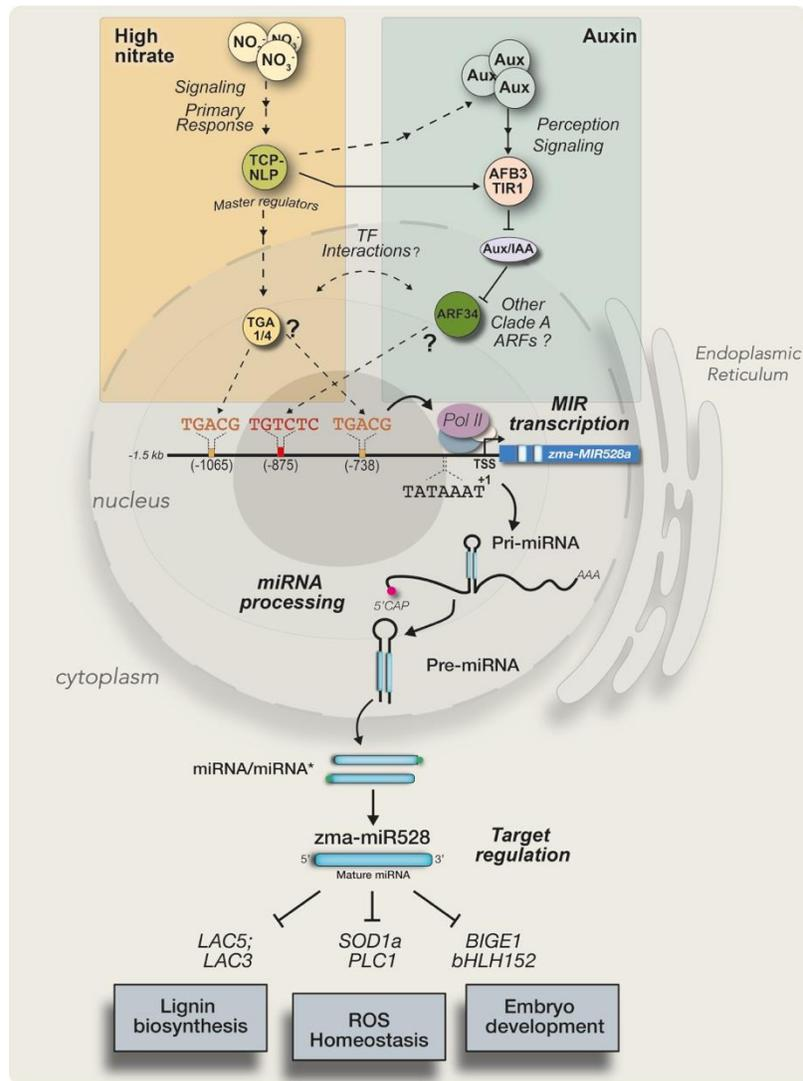 High
nitrate
Auxin
NO3-
NO3-
NO3-
Aux
Aux
Aux
Signaling
Primary
Response
Perception
Signaling
TCP-
NLP
AFB3
TIR1
Master regulators
TF
Interactions?
Aux/IAA
TGA
1/4
?
ARF34
?
Other
Clade A
ARFs ?
Endoplasmic
Reticulum
TGACG TGTCTC TGACG
Pol II
MIR
transcription
-1.5 kb
(-1065) (-875) (-738)
TSS
+1
zma-MIR528a
TATAAAT
nucleus
Pri-miRNA
AAA
miRNA
processing
5'CAP
Pre-miRNA
cytoplasm
miRNA/miRNA*
zma-miR528
5' 3'
Mature miRNA
Target
regulation
LAC5;
LAC3
SOD1a
PLC1
BIGE1
bHLH152
Lignin
biosynthesis
ROS
Homeostasis
Embryo
development